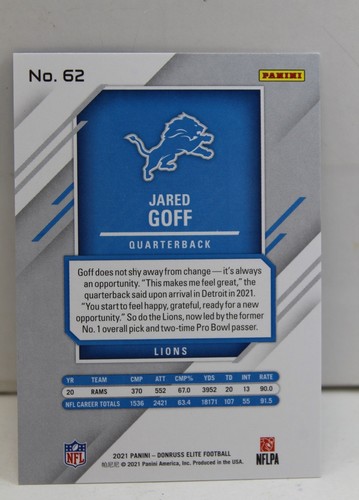 No. 62
PANINI
JARED
GOFF
QUARTERBACK
Goff does not shy away from change — it's always
an opportunity. "This makes me feel great," the
quarterback said upon arrival in Detroit in 2021.
"You start to feel happy, grateful, ready for a new
opportunity." So do the Lions, now led by the former
No. 1 overall pick and two-time Pro Bowl passer.
LIONS
YR TEAM CMP ATT CMP% YDS TD INT RATE
20 RAMS 370 552 67.0 3952 20 13 90.0
NFL CAREER TOTALS 1536 2421 63.4 18171 107 55 91.5
NFL
2021 PANINI – DONRUSS ELITE FOOTBALL
帕尼尼 © 2021 Panini America, Inc. Produced in the USA.
NFLPA